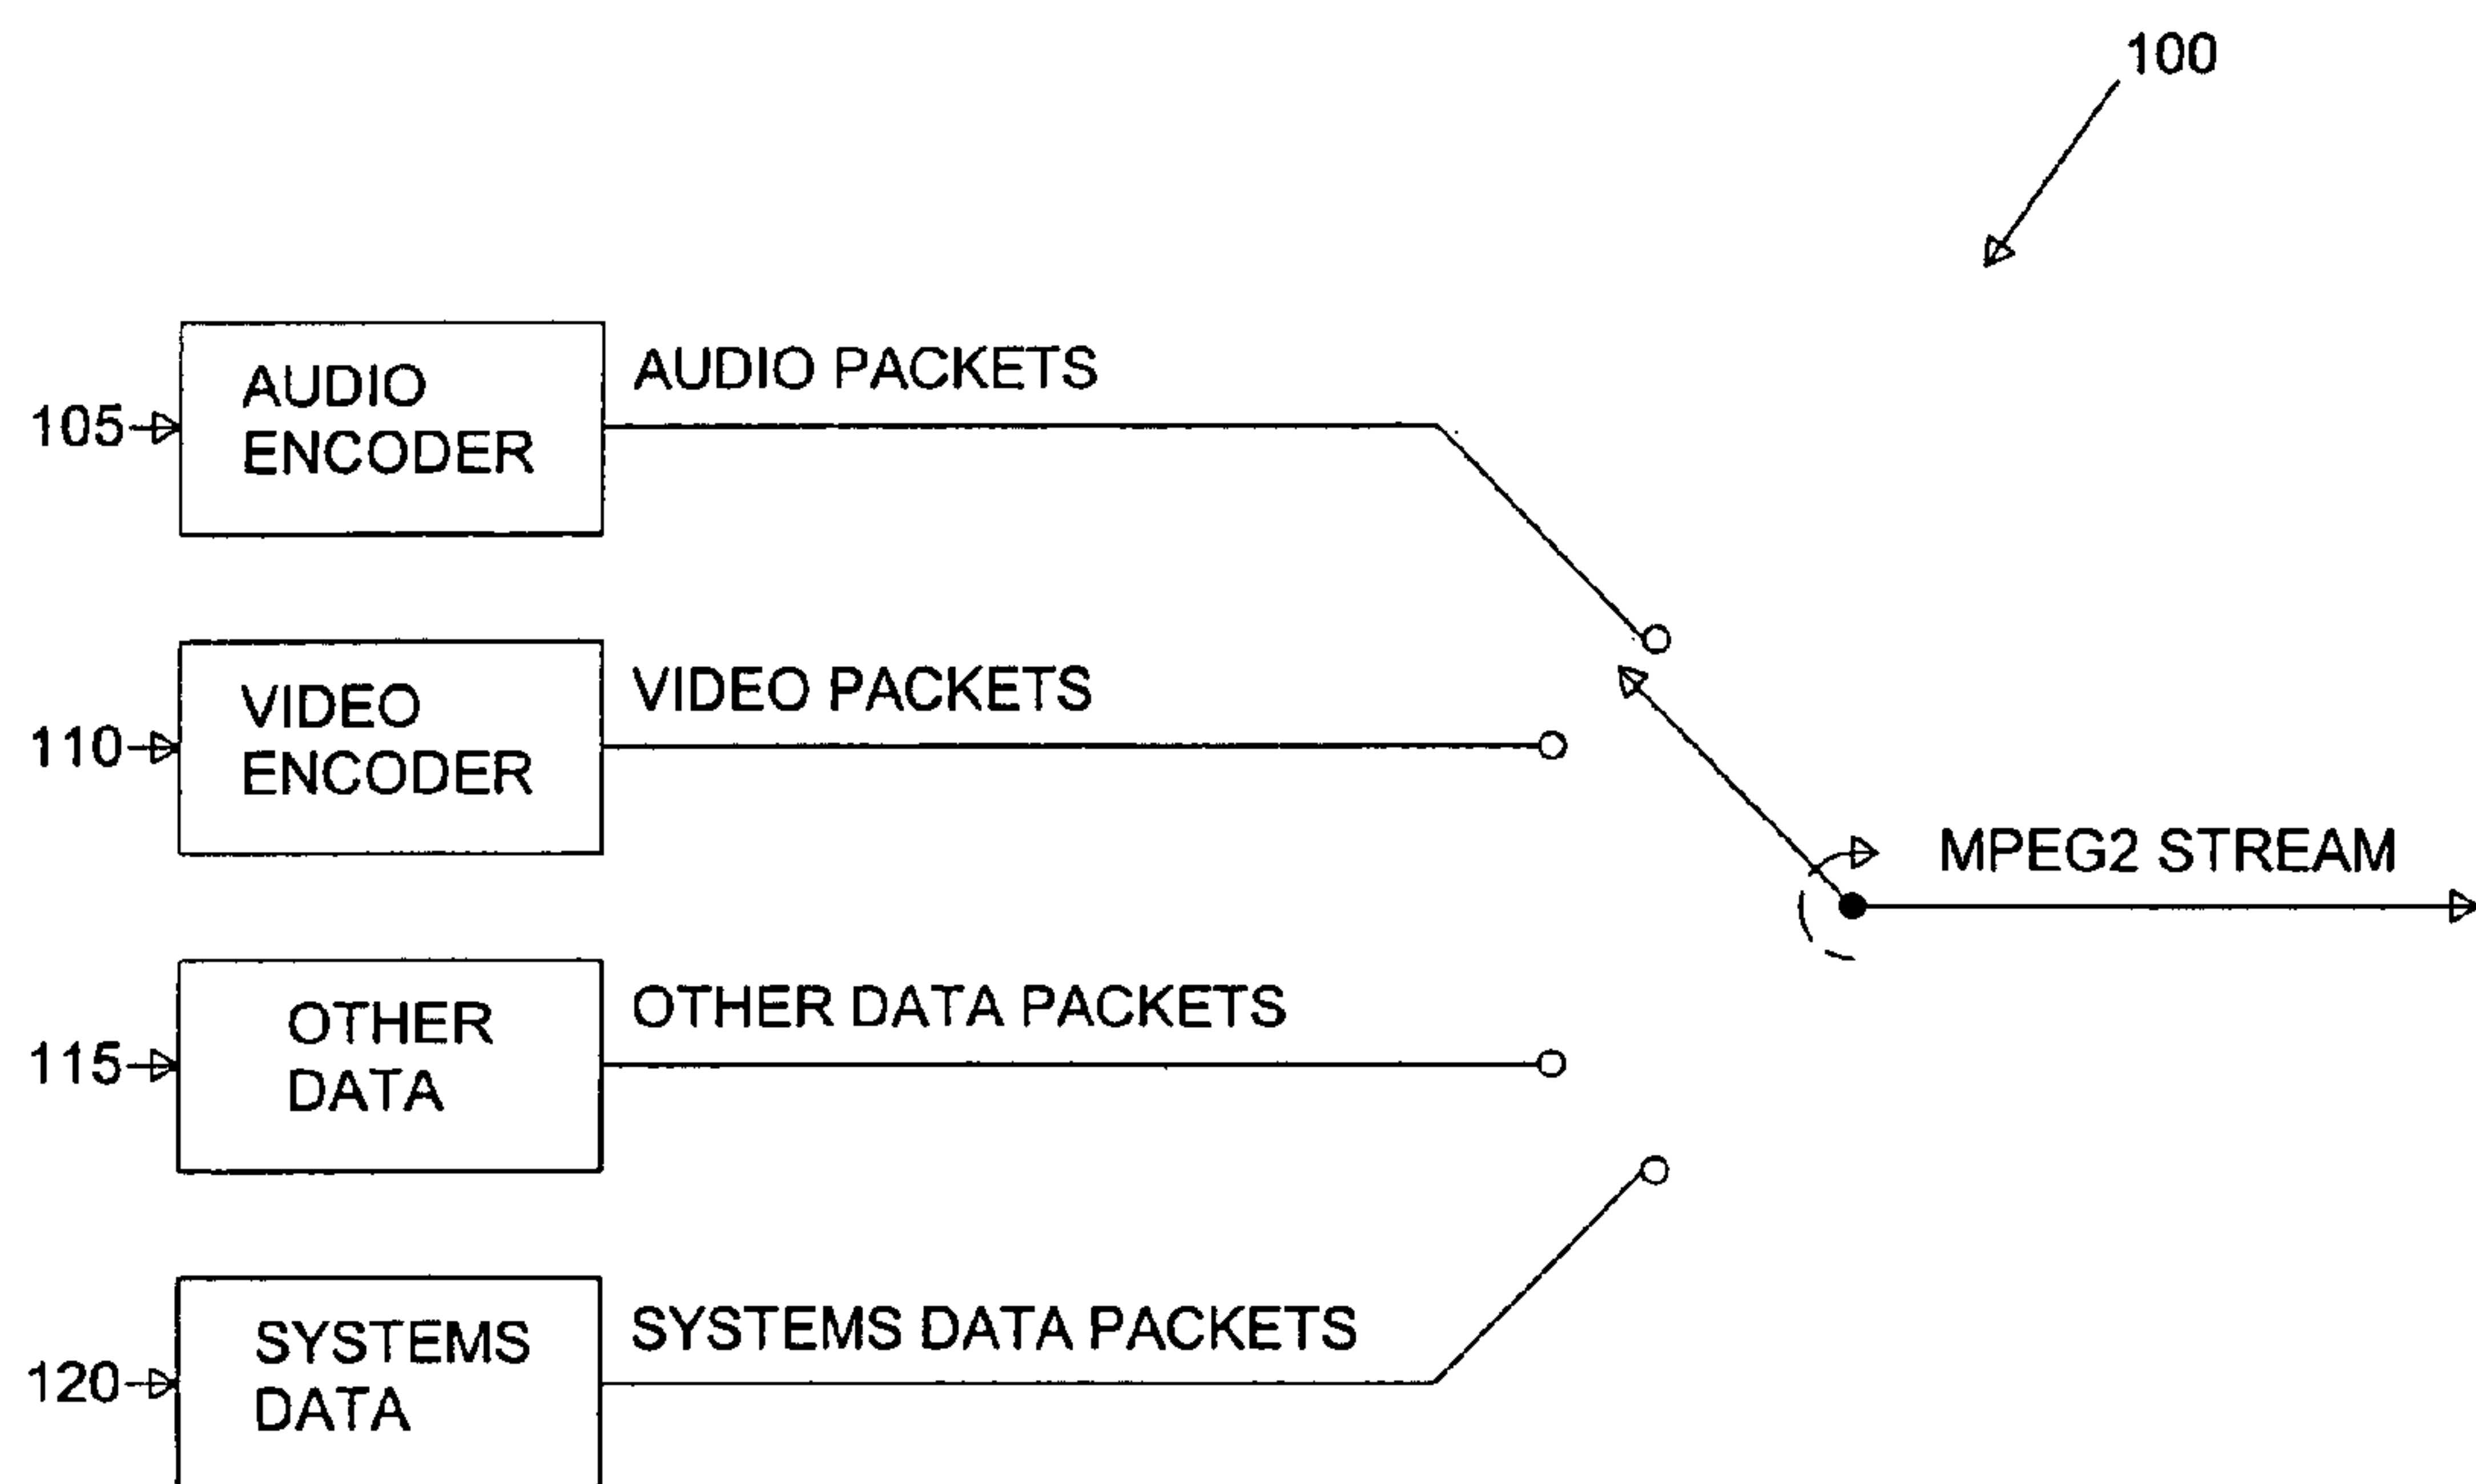 100
AUDIO
ENCODER
AUDIO PACKETS
105
VIDEO
ENCODER
VIDEO PACKETS
110
MPEG2 STREAM
OTHER
DATA
OTHER DATA PACKETS
115
SYSTEMS
DATA
SYSTEMS DATA PACKETS
120